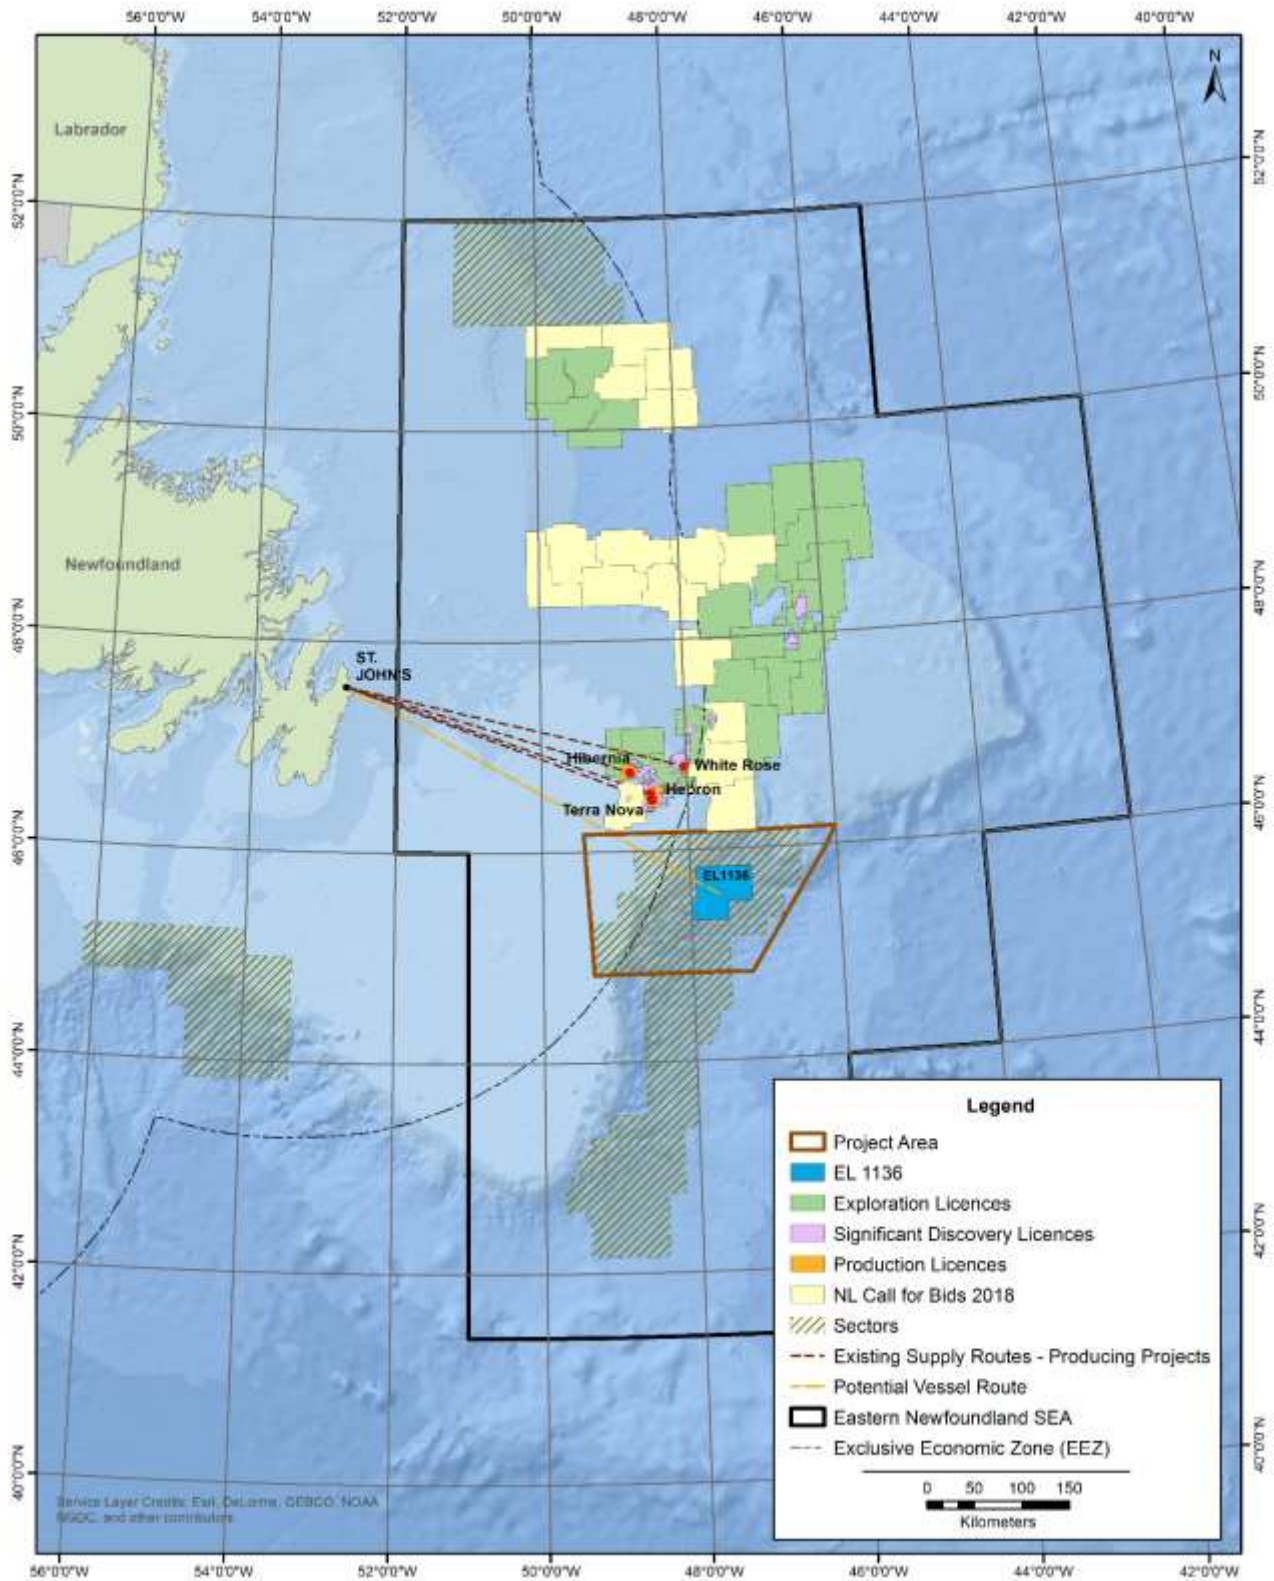 56°0'0"W 54°0'0"W 52°0'0"W 50°0'0"W 48°0'0"W 46°0'0"W 44°0'0"W 42°0'0"W 40°0'0"W
N
Labrador
52°0'0"N
52°0'0"N
50°0'0"N
50°0'0"N
Newfoundland
48°0'0"N
48°0'0"N
ST.
JOHN'S
Hibernia
White Rose
Hebron
Terra Nova
46°0'0"N
46°0'0"N
EL1136
44°0'0"N
44°0'0"N
Legend
Project Area
EL 1136
Exploration Licences
Significant Discovery Licences
Production Licences
NL Call for Bids 2018
Sectors
Existing Supply Routes - Producing Projects
Potential Vessel Route
Eastern Newfoundland SEA
Exclusive Economic Zone (EEZ)
0 50 100 150
Kilometers
42°0'0"N
42°0'0"N
40°0'0"N
40°0'0"N
Service Layer Credits: Esri, DeLorme, GEBCO, NOAA
NGDC, and other contributors
56°0'0"W 54°0'0"W 52°0'0"W 50°0'0"W 48°0'0"W 46°0'0"W 44°0'0"W 42°0'0"W